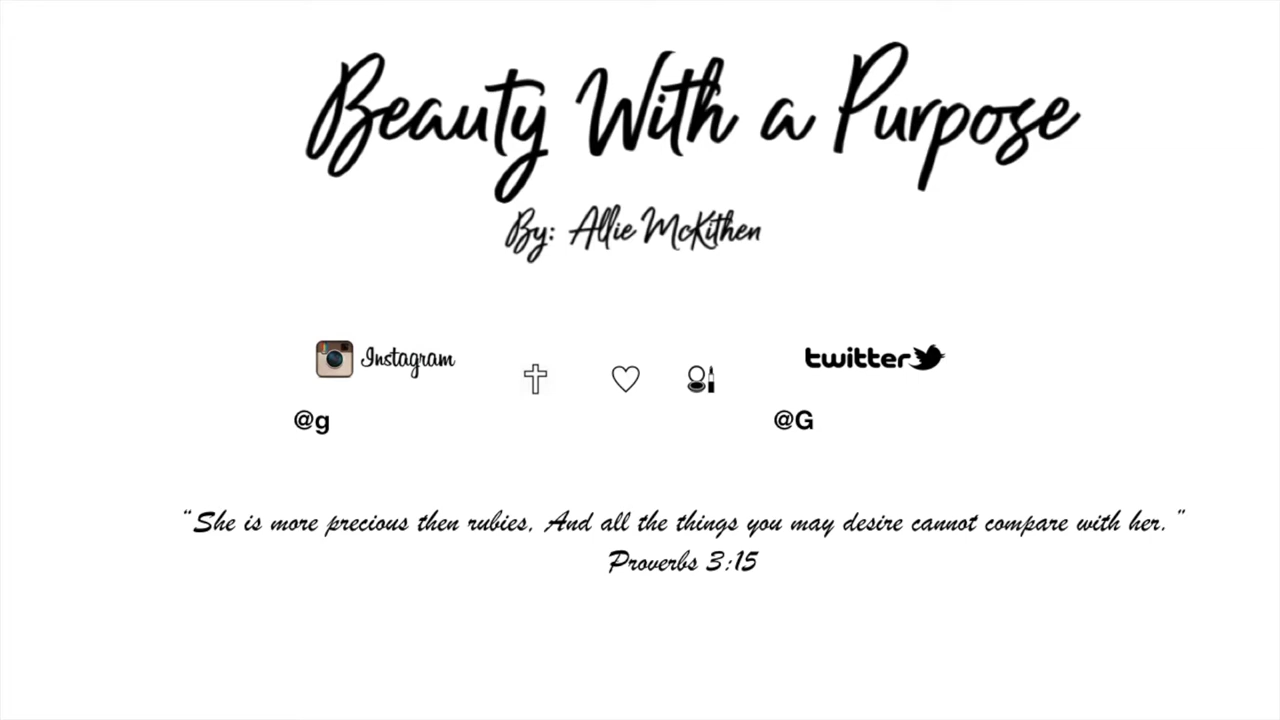 Beauty With a Purpose
By: Allie McKithen
Instagram
twitter
@g
@G
“She is more precious then rubies, And all the things you may desire cannot compare with her. ”
Proverbs 3:15